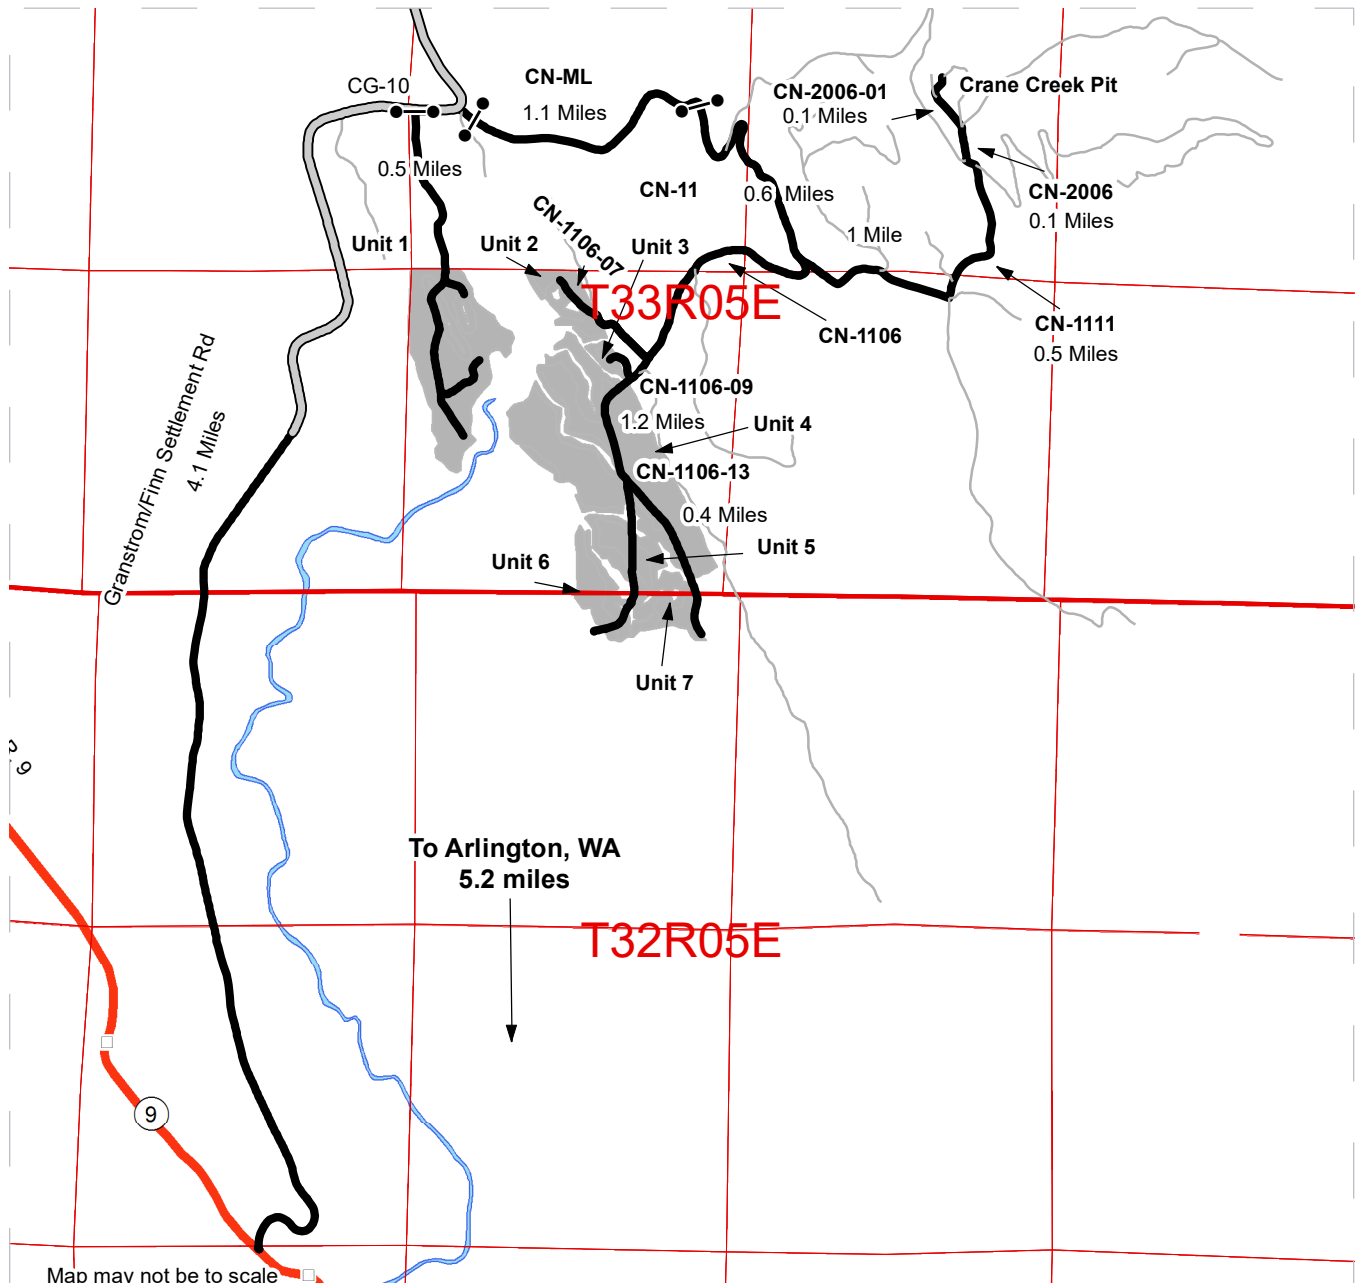 CG-10
CN-ML
1.1 Miles
CN-2006-01
0.1 Miles
Crane Creek Pit
0.5 Miles
CN-11
0.6 Miles
CN-2006
0.1 Miles
Unit 1
Unit 2
CN-1106-07
Unit 3
1 Mile
T33R05E
CN-1106
CN-1111
0.5 Miles
Granstrom/Finn Settlement Rd
4.1 Miles
CN-1106-09
1.2 Miles
Unit 4
CN-1106-13
0.4 Miles
Unit 5
Unit 6
Unit 7
9
To Arlington, WA
5.2 miles
T32R05E
9
Map may not be to scale